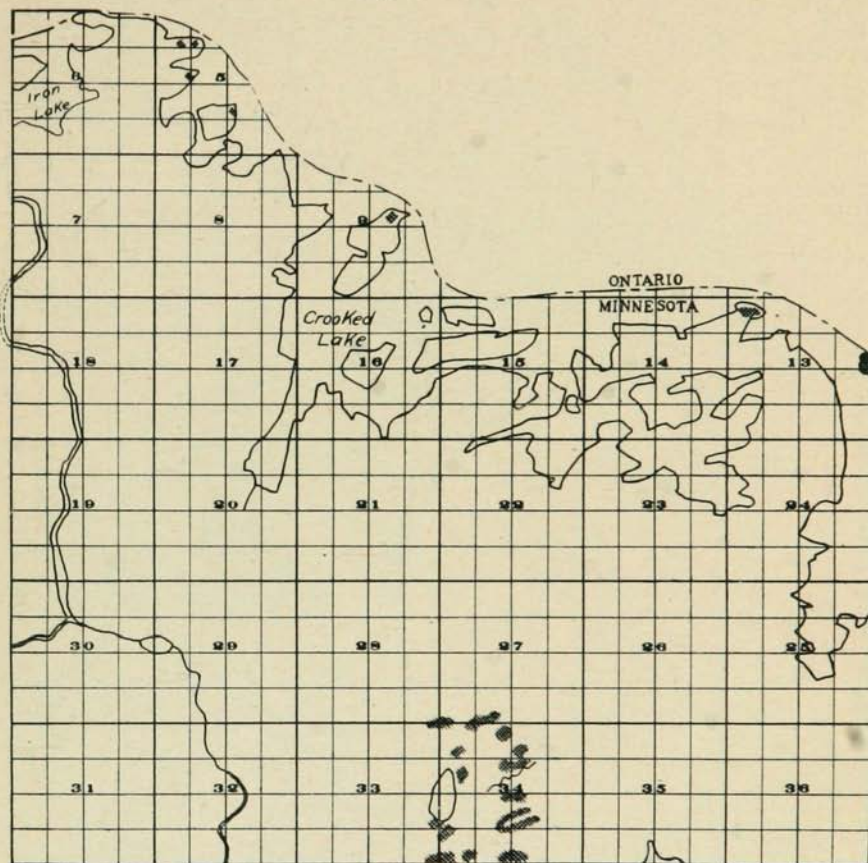 6 5
Iron
Lake
7 8 9
ONTARIO
MINNESOTA
Crooked
Lake
18 17 16 15 14 13
19 20 21 22 23 24
30 29 28 27 26 25
31 32 33 34 35 36